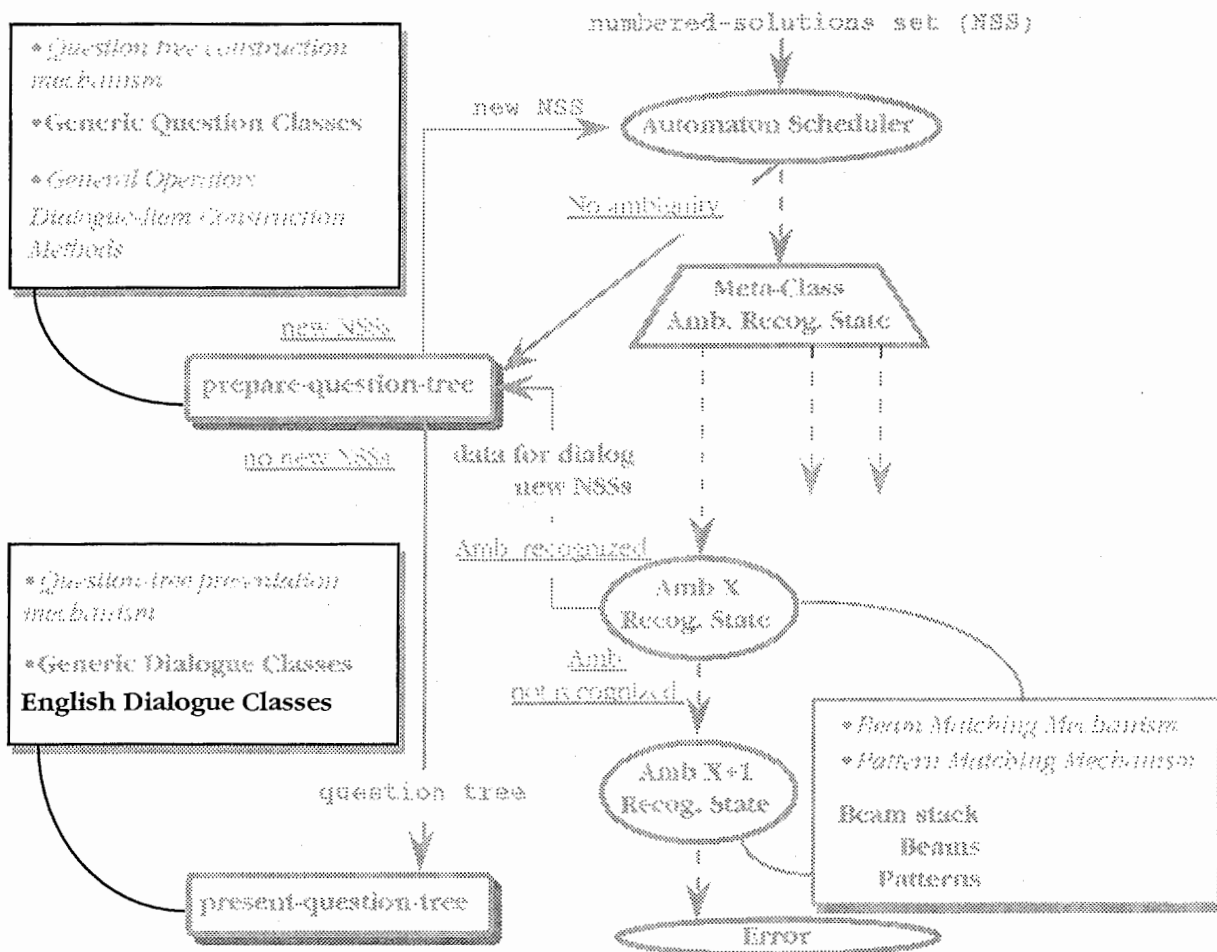 numbered-solutions set (NSS)
• Question tree construction
mechanism
• Generic Question Classes
• General Operators
Dialogue-Item Construction
Methods
new NSS
Automaton Scheduler
No ambiguity
Meta-Class
Amb. Recog. State
new NSSs
prepare-question-tree
no new NSSs
data for dialog
new NSSs
Amb. recognized
Amb X
Recog. State
Amb.
not recognized
• Question-tree presentation
mechanism
• Generic Dialogue Classes
English Dialogue Classes
• Beam Matching Mechanism
• Pattern Matching Mechanism
Beam stack
Beams
Patterns
Amb X+1
Recog. State
question tree
present-question-tree
Error